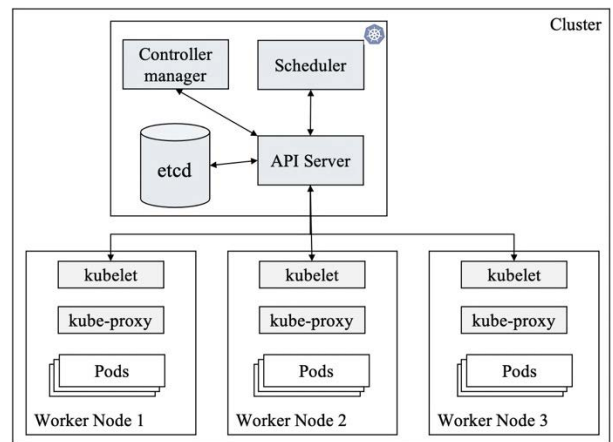 Cluster
Controller
manager
Scheduler
etcd
API Server
kubelet
kube-proxy
Pods
Worker Node 1
kubelet
kube-proxy
Pods
Worker Node 2
kubelet
kube-proxy
Pods
Worker Node 3